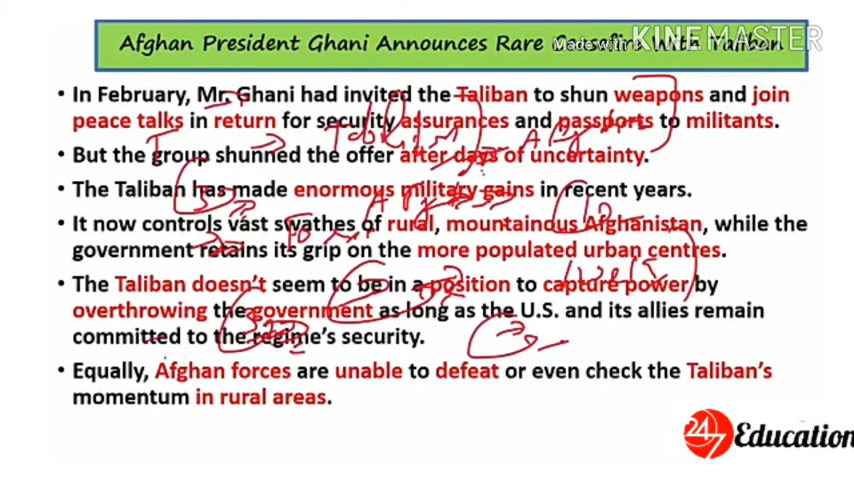 Afghan President Ghani Announces Rare Ceasefire With Taliban
Made with KINEMASTER
• In February, Mr. Ghani had invited the Taliban to shun weapons and join
peace talks in return for security assurances and passports to militants.
• But the group shunned the offer after days of uncertainty.
• The Taliban has made enormous military gains in recent years.
• It now controls vast swathes of rural, mountainous Afghanistan, while the
government retains its grip on the more populated urban centres.
• The Taliban doesn't seem to be in a position to capture power by
overthrowing the government as long as the U.S. and its allies remain
committed to the regime's security.
• Equally, Afghan forces are unable to defeat or even check the Taliban's
momentum in rural areas.
24/7 Education